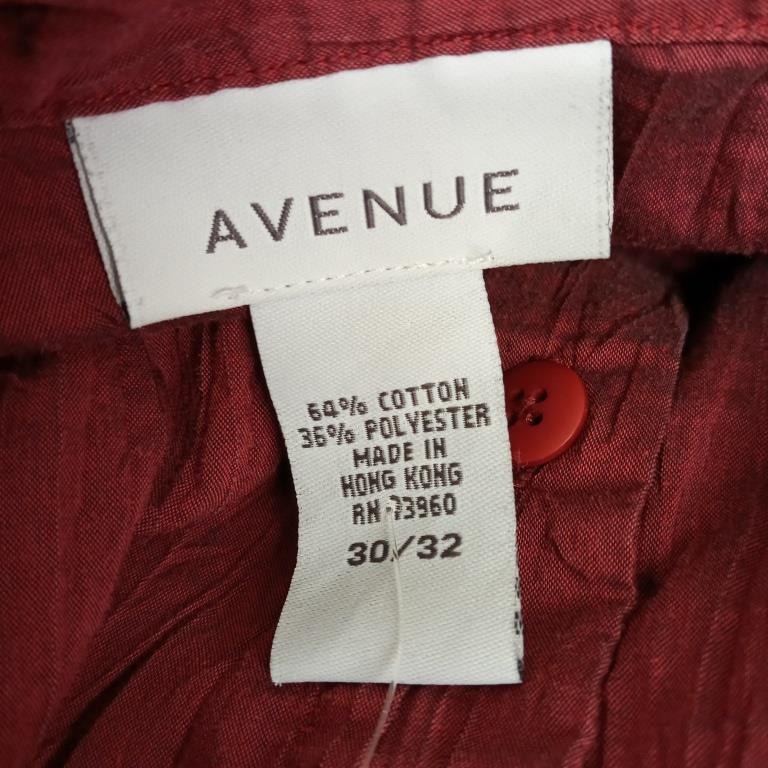 AVENUE
64% COTTON
36% POLYESTER
MADE IN
HONG KONG
RN 73960
30/32